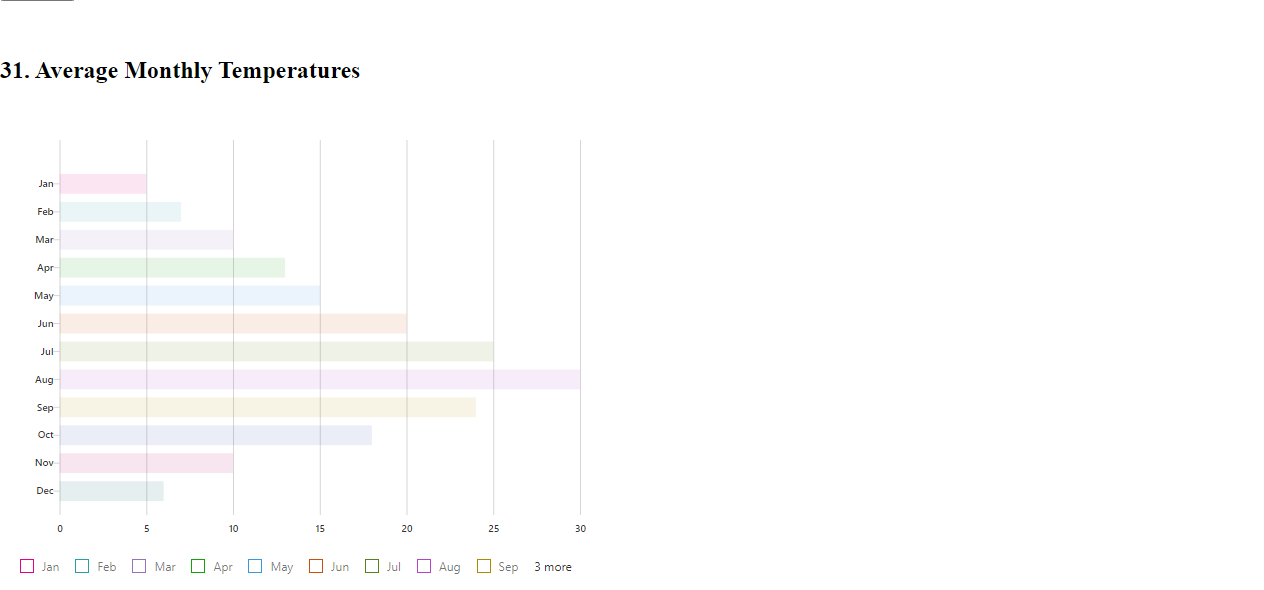 31. Average Monthly Temperatures
Jan
Feb
Mar
Apr
May
Jun
Jul
Aug
Sep
Oct
Nov
Dec
0 5 10 15 20 25 30
Jan Feb Mar Apr May Jun Jul Aug Sep 3 more